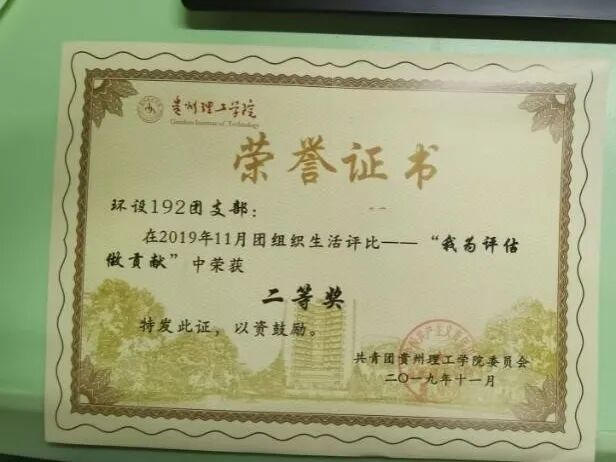 贵州理工学院
Guizhou Institute of Technology
荣誉证书
环设192团支部：
在2019年11月团组织生活评比——“我为评估
做贡献”中荣获
二等奖
特发此证，以资鼓励。
共青团贵州理工学院委员会
二〇一九年十一月